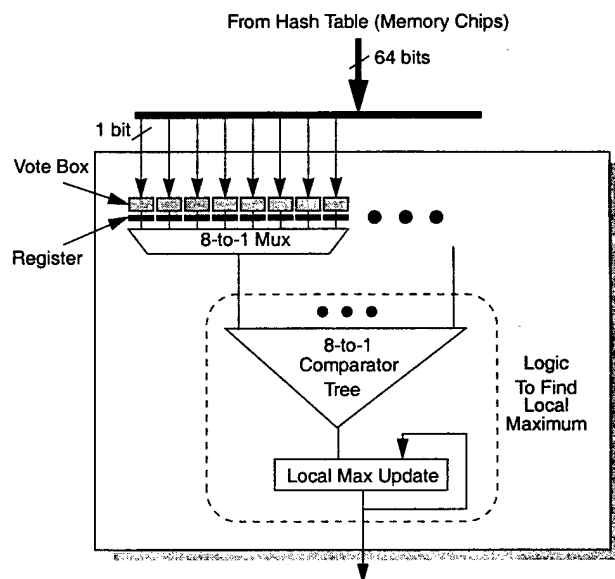 From Hash Table (Memory Chips)
64 bits
1 bit
Vote Box
Register
8-to-1 Mux
8-to-1
Comparator
Tree
Logic
To Find
Local
Maximum
Local Max Update